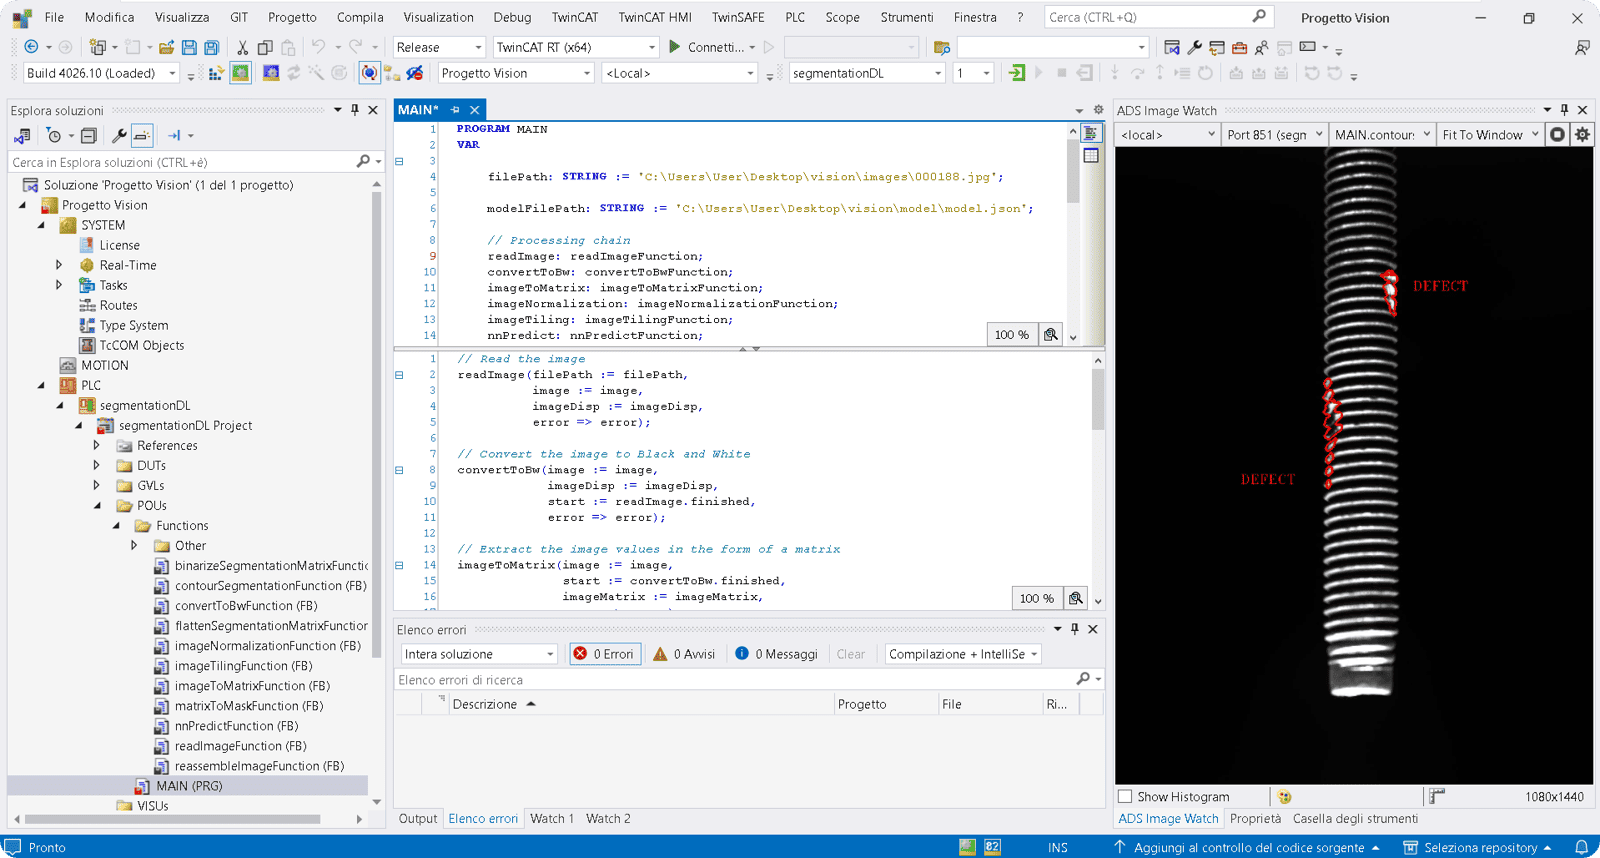 File Modifica Visualizza GIT Progetto Compila Visualization Debug TwinCAT TwinCAT HMI TwinSAFE PLC Scope Strumenti Finestra ? Cerca (CTRL+Q) Progetto Vision
Release TwinCAT RT (x64) Connetti...
Build 4026.10 (Loaded) Progetto Vision <Local> segmentationDL 1
Esplora soluzioni
Cerca in Esplora soluzioni (CTRL+è)
Soluzione 'Progetto Vision' (1 del 1 progetto)
Progetto Vision
SYSTEM
License
Real-Time
Tasks
Routes
Type System
TcCOM Objects
MOTION
PLC
segmentationDL
segmentationDL Project
References
DUTs
GVLs
POUs
Functions
Other
binarizeSegmentationMatrixFunctic
contourSegmentationFunction (FB)
convertToBwFunction (FB)
flattenSegmentationMatrixFunction
imageNormalizationFunction (FB)
imageTilingFunction (FB)
imageToMatrixFunction (FB)
matrixToMaskFunction (FB)
nnPredictFunction (FB)
readImageFunction (FB)
reassembleImageFunction (FB)
MAIN (PRG)
VISUs
MAIN*
1 PROGRAM MAIN
2 VAR
3
4 filePath: STRING := 'C:\Users\User\Desktop\vision\images\000188.jpg';
5
6 modelFilePath: STRING := 'C:\Users\User\Desktop\vision\model\model.json';
7
8 // Processing chain
9 readImage: readImageFunction;
10 convertToBw: convertToBwFunction;
11 imageToMatrix: imageToMatrixFunction;
12 imageNormalization: imageNormalizationFunction;
13 imageTiling: imageTilingFunction;
14 nnPredict: nnPredictFunction;
100 %
1 // Read the image
2 readImage(filePath := filePath,
3 image := image,
4 imageDisp := imageDisp,
5 error => error);
6
7 // Convert the image to Black and White
8 convertToBw(image := image,
9 imageDisp := imageDisp,
10 start := readImage.finished,
11 error => error);
12
13 // Extract the image values in the form of a matrix
14 imageToMatrix(image := image,
15 start := convertToBw.finished,
16 imageMatrix := imageMatrix,
100 %
Elenco errori
Intera soluzione 0 Errori 0 Avvisi 0 Messaggi Clear Compilazione + IntelliSe
Elenco errori di ricerca
Descrizione Progetto File Ri...
Output Elenco errori Watch 1 Watch 2
ADS Image Watch
<local> Port 851 (segn MAIN.contour: Fit To Window
DEFECT
DEFECT
Show Histogram 1080x1440
ADS Image Watch Proprietà Casella degli strumenti
Pronto 82 INS Aggiungi al controllo del codice sorgente Seleziona repository